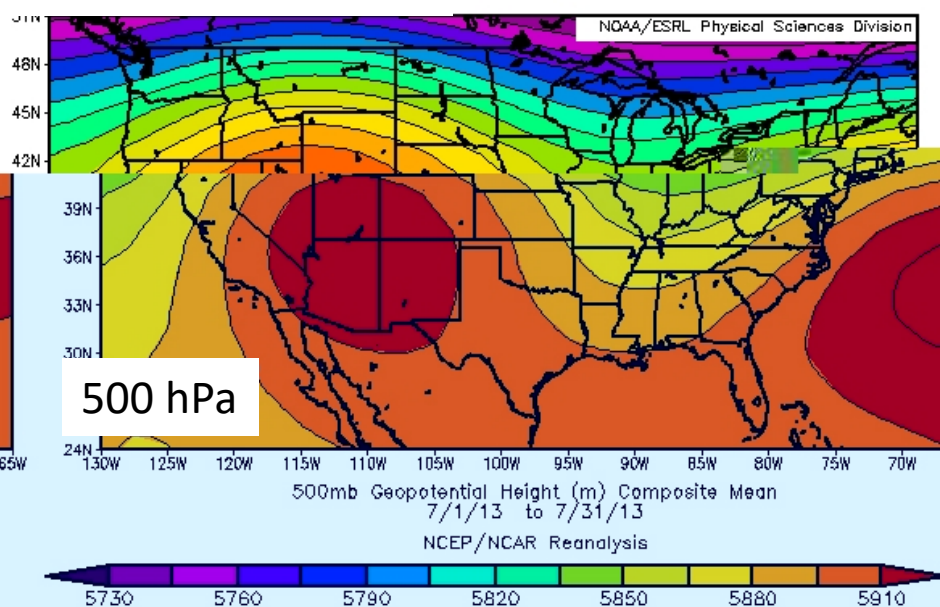 51N
NOAA/ESRL Physical Sciences Division
48N
45N
42N
39N
36N
33N
30N
500 hPa
24N
65W 130W 125W 120W 115W 110W 105W 100W 95W 90W 85W 80W 75W 70W
500mb Geopotential Height (m) Composite Mean
7/1/13 to 7/31/13
NCEP/NCAR Reanalysis
5730 5760 5790 5820 5850 5880 5910